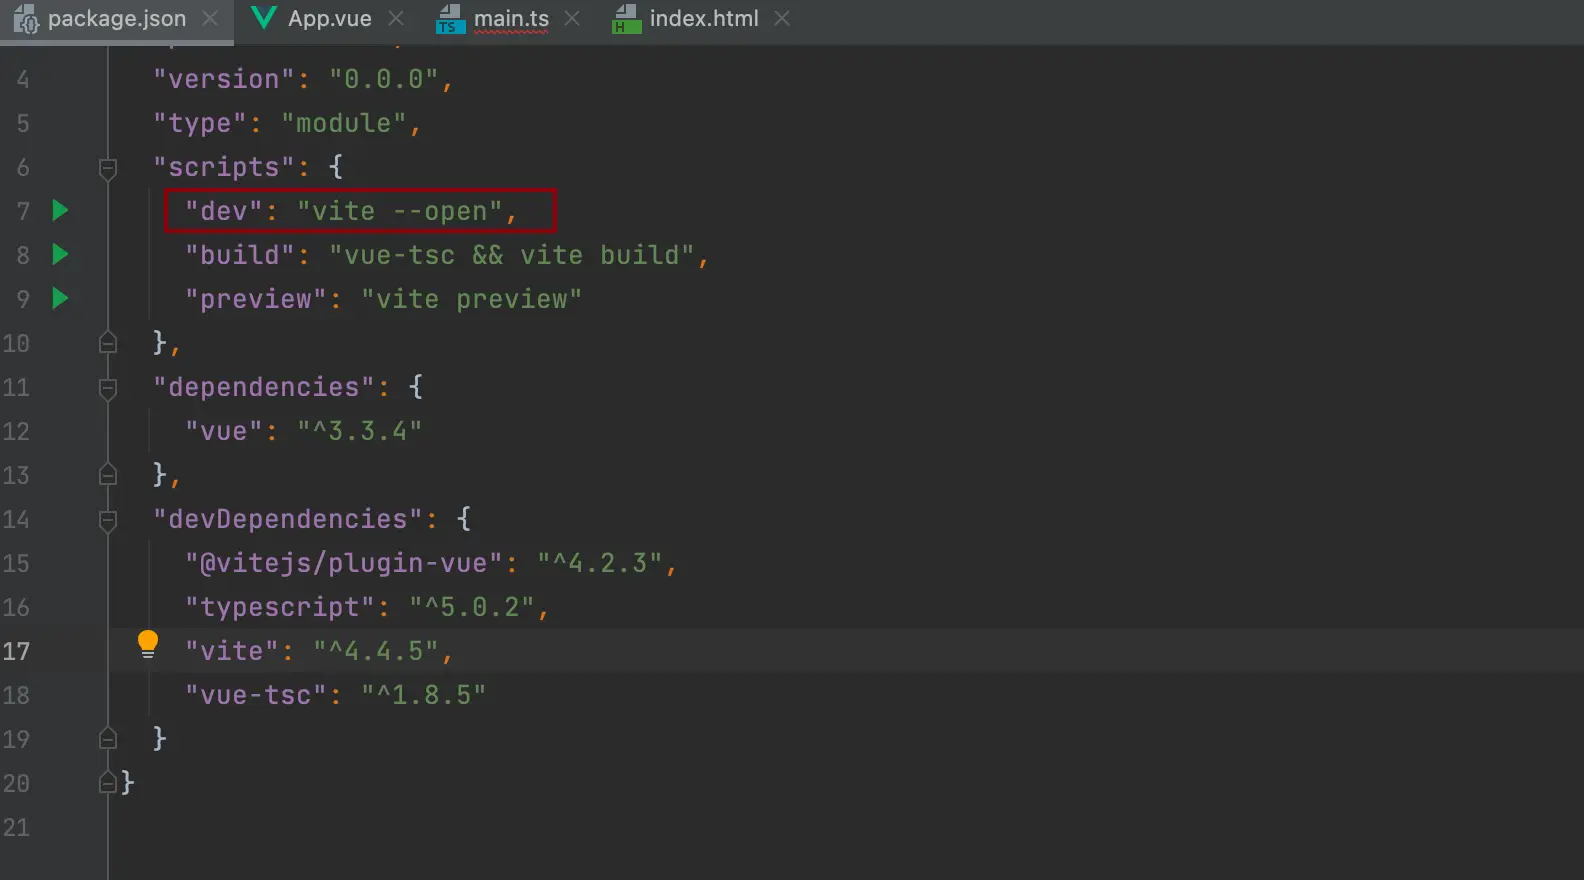 package.json App.vue main.ts index.html
4 "version": "0.0.0",
5 "type": "module",
6 "scripts": {
7 "dev": "vite --open",
8 "build": "vue-tsc && vite build",
9 "preview": "vite preview"
10 },
11 "dependencies": {
12 "vue": "^3.3.4"
13 },
14 "devDependencies": {
15 "@vitejs/plugin-vue": "^4.2.3",
16 "typescript": "^5.0.2",
17 "vite": "^4.4.5",
18 "vue-tsc": "^1.8.5"
19 }
20 }
21